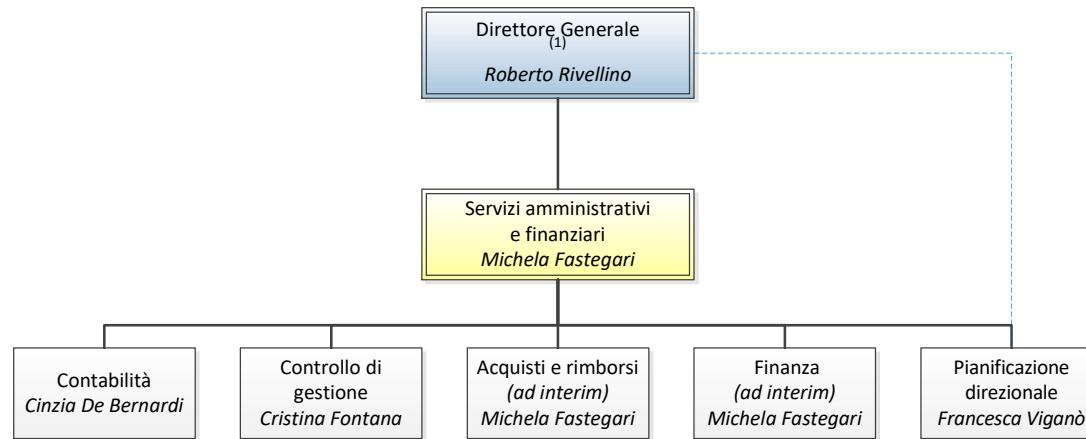 Direttore Generale
(1)
Roberto Rivellino
Servizi amministrativi
e finanziari
Michela Fastegari
Contabilità
Cinzia De Bernardi
Controllo di
gestione
Cristina Fontana
Acquisti e rimborsi
(ad interim)
Michela Fastegari
Finanza
(ad interim)
Michela Fastegari
Pianificazione
direzionale
Francesca Viganò